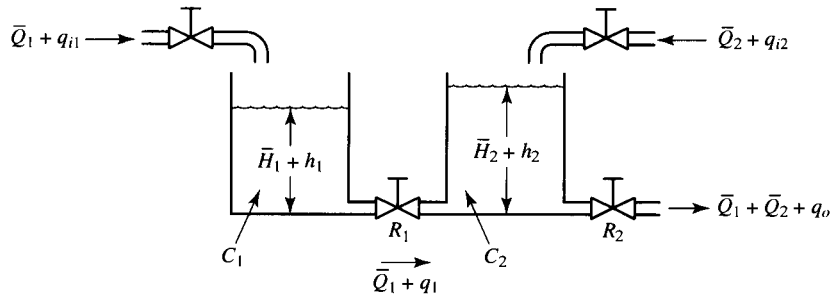 Q̄₁ + qᵢ₁
Q̄₂ + qᵢ₂
H̄₁ + h₁
H̄₂ + h₂
Q̄₁ + Q̄₂ + qₒ
R₁
R₂
C₁
C₂
Q̄₁ + q₁